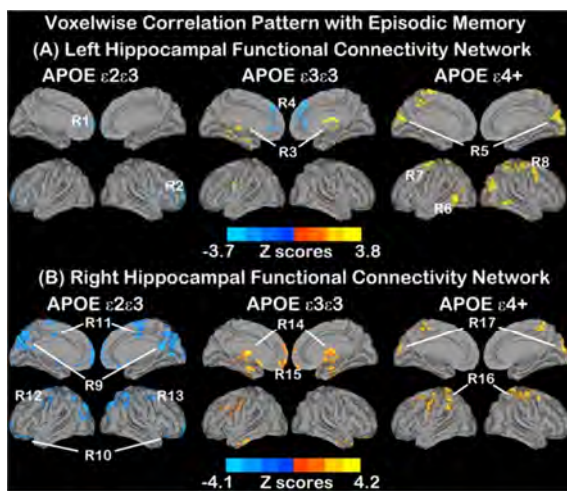 Voxelwise Correlation Pattern with Episodic Memory
(A) Left Hippocampal Functional Connectivity Network
APOE ε2ε3 APOE ε3ε3 APOE ε4+
R1 R4 R3 R5
R2 R7 R6 R8
-3.7 Z scores 3.8
(B) Right Hippocampal Functional Connectivity Network
APOE ε2ε3 APOE ε3ε3 APOE ε4+
R11 R9 R14 R15 R17
R12 R13 R10 R16
-4.1 Z scores 4.2